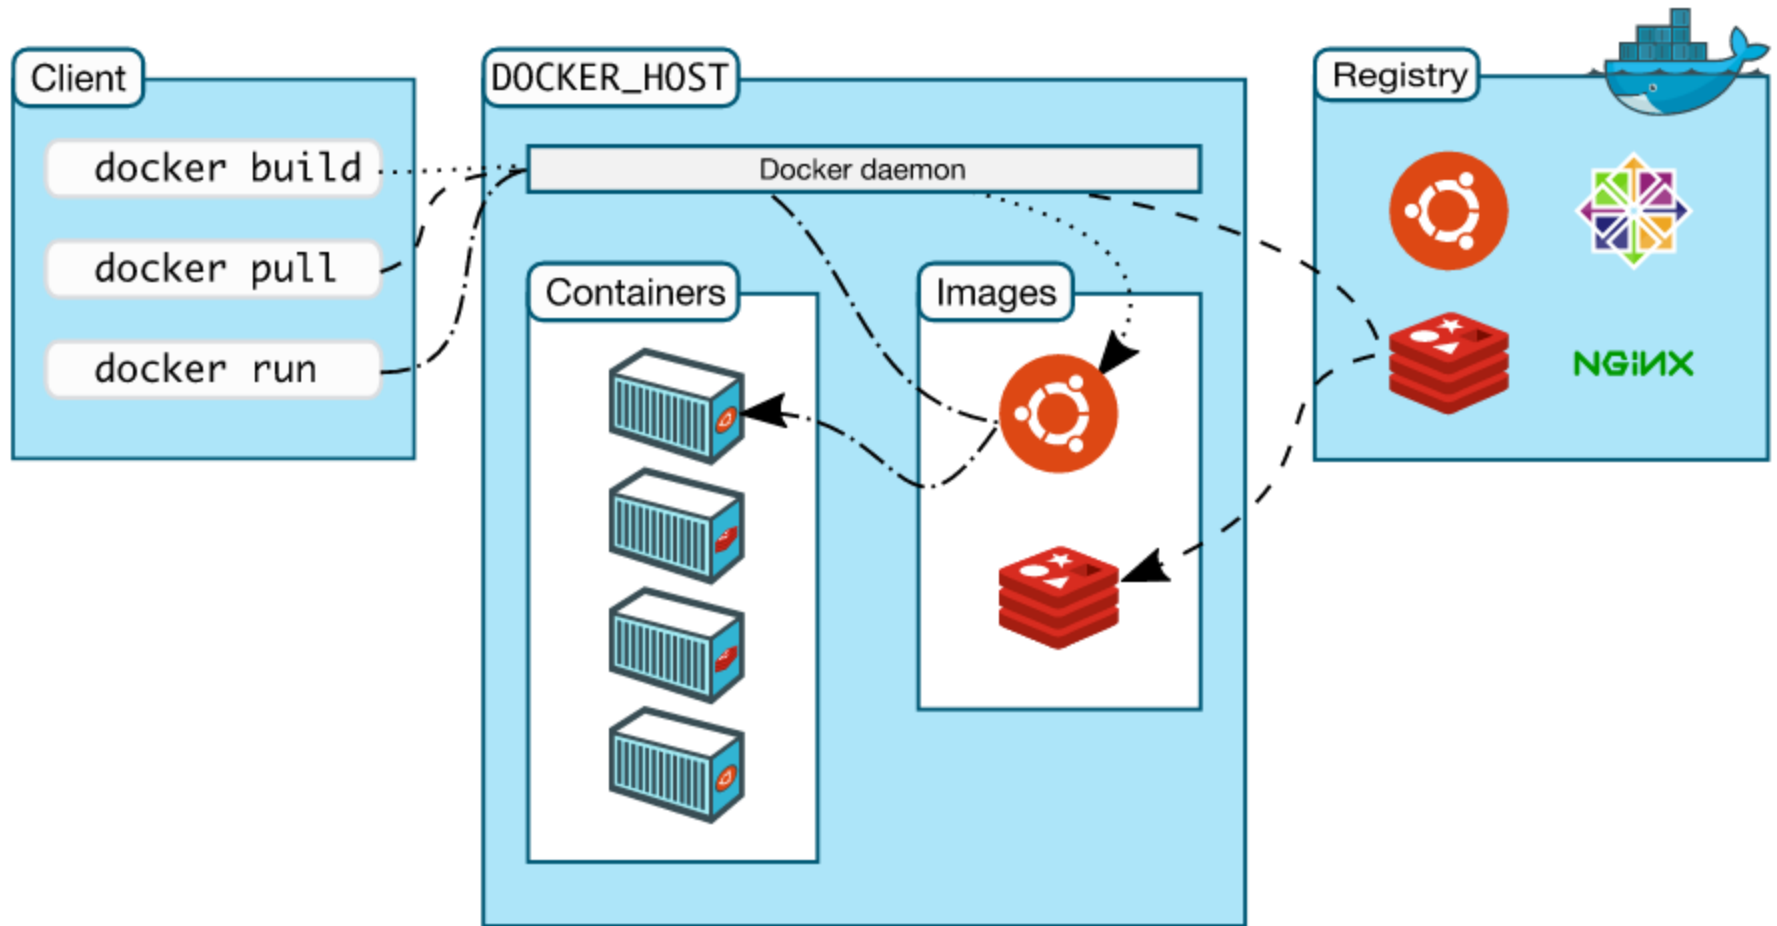 Client
docker build
docker pull
docker run
DOCKER_HOST
Docker daemon
Containers
Images
Registry
NGiNX